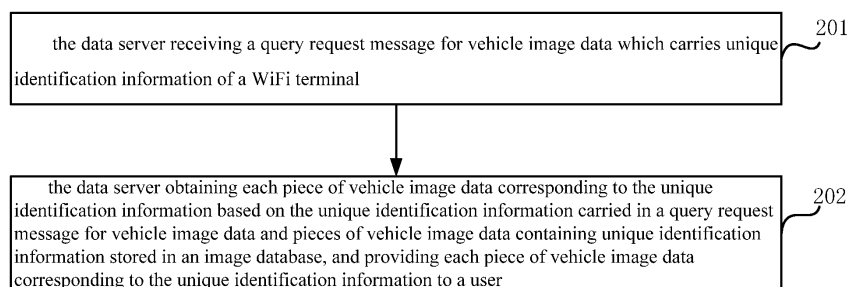 the data server receiving a query request message for vehicle image data which carries unique
201
identification information of a WiFi terminal
the data server obtaining each piece of vehicle image data corresponding to the unique
202
identification information based on the unique identification information carried in a query request
message for vehicle image data and pieces of vehicle image data containing unique identification
information stored in an image database, and providing each piece of vehicle image data
corresponding to the unique identification information to a user